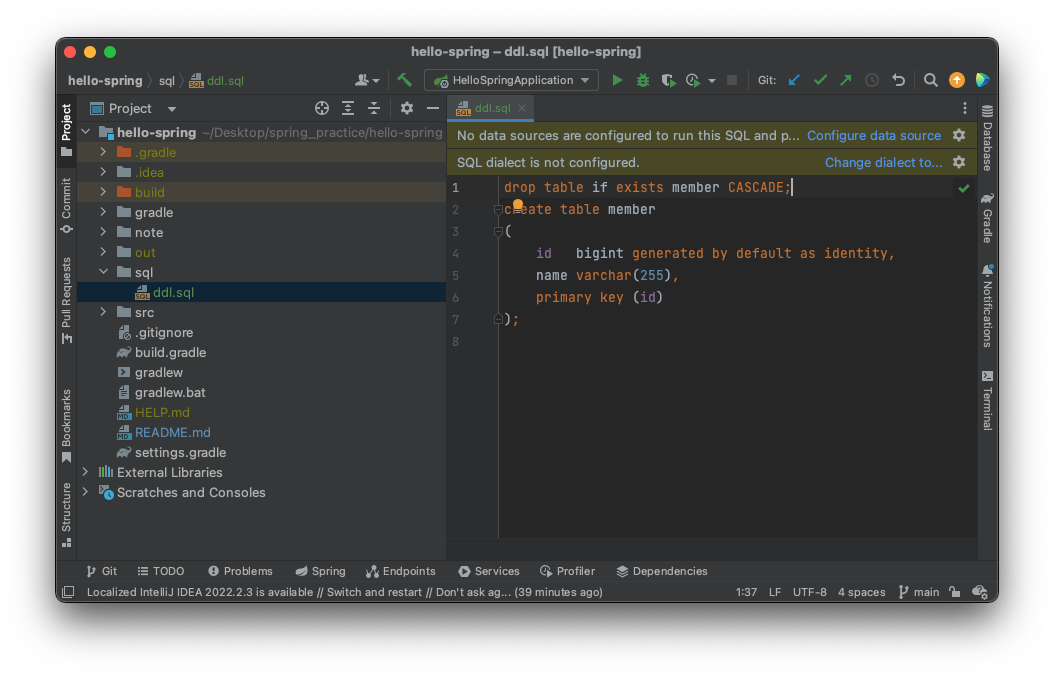 hello-spring – ddl.sql [hello-spring]
hello-spring sql ddl.sql HelloSpringApplication Git:
Project
ddl.sql
hello-spring ~/Desktop/spring_practice/hello-spring
.gradle
.idea
build
gradle
note
out
sql
ddl.sql
src
.gitignore
build.gradle
gradlew
gradlew.bat
HELP.md
README.md
settings.gradle
External Libraries
Scratches and Consoles
No data sources are configured to run this SQL and p... Configure data source
SQL dialect is not configured. Change dialect to...
1 drop table if exists member CASCADE;
2 create table member
3 (
4 id bigint generated by default as identity,
5 name varchar(255),
6 primary key (id)
7 );
8
Project
Commit
Pull Requests
Bookmarks
Structure
Database
Gradle
Notifications
Terminal
Git TODO Problems Spring Endpoints Services Profiler Dependencies
Localized IntelliJ IDEA 2022.2.3 is available // Switch and restart // Don't ask ag... (39 minutes ago) 1:37 LF UTF-8 4 spaces main